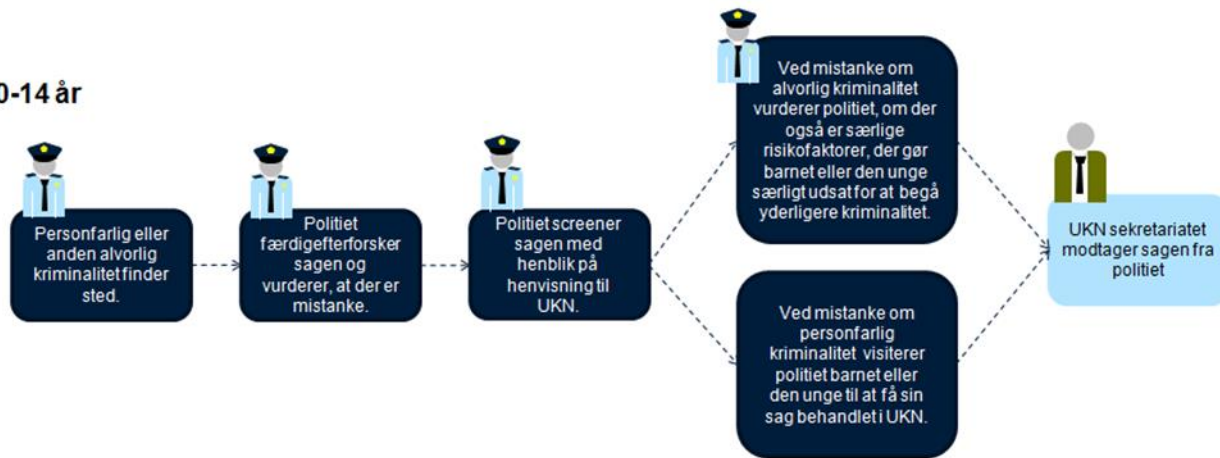 0-14 år
Personfarlig eller
anden alvorlig
kriminalitet finder
sted.
Politiet
færdigefterforsker
sagen og
vurderer, at der er
mistanke.
Politiet screener
sagen med
henblik på
henvisning til
UKN.
Ved mistanke om
alvorlig kriminalitet
vurderer politiet, om der
også er særlige
risikofaktorer, der gør
barnet eller den unge
særligt udsat for at begå
yderligere kriminalitet.
Ved mistanke om
personfarlig
kriminalitet visiterer
politiet barnet eller
den unge til at få sin
sag behandlet i UKN.
UKN sekretariatet
modtager sagen fra
politiet